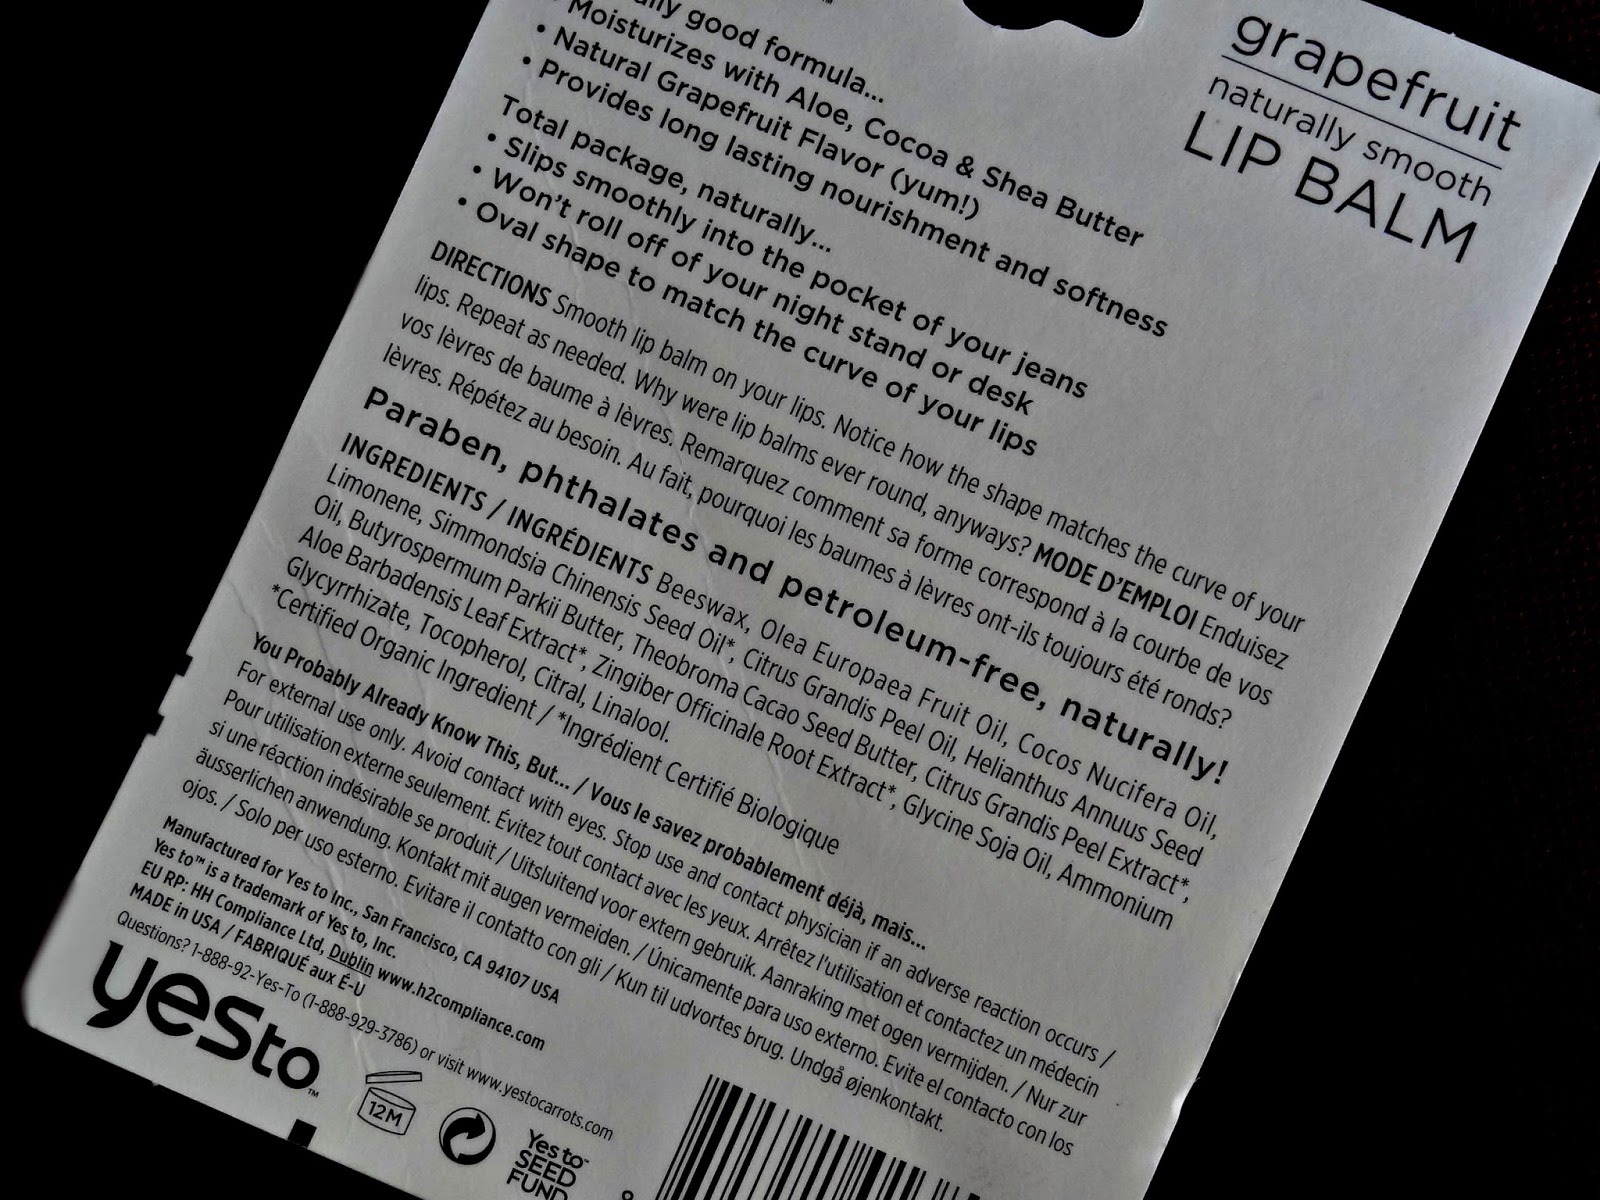 grapefruit
naturally smooth
LIP BALM
good formula...
• Moisturizes with Aloe, Cocoa & Shea Butter
• Natural Grapefruit Flavor (yum!)
• Provides long lasting nourishment and softness
Total package, naturally...
• Slips smoothly into the pocket of your jeans
• Won't roll off of your night stand or desk
• Oval shape to match the curve of your lips
DIRECTIONS Smooth lip balm on your lips. Notice how the shape matches the curve of your
lips. Repeat as needed. Why were lip balms ever round, anyways? MODE D'EMPLOI Enduisez
vos lèvres de baume à lèvres. Remarquez comment sa forme correspond à la courbe de vos
lèvres. Répétez au besoin. Au fait, pourquoi les baumes à lèvres ont-ils toujours été ronds?
Paraben, phthalates and petroleum-free, naturally!
INGREDIENTS / INGRÉDIENTS Beeswax, Olea Europaea Fruit Oil, Cocos Nucifera Oil,
Limonene, Simmondsia Chinensis Seed Oil*, Citrus Grandis Peel Oil, Helianthus Annuus Seed
Oil, Butyrospermum Parkii Butter, Theobroma Cacao Seed Butter, Citrus Grandis Peel Extract*,
Aloe Barbadensis Leaf Extract*, Zingiber Officinale Root Extract*, Glycine Soja Oil, Ammonium
Glycyrrhizate, Tocopherol, Citral, Linalool.
*Certified Organic Ingredient / *Ingrédient Certifié Biologique
You Probably Already Know This, But... / Vous le savez probablement déjà, mais...
For external use only. Avoid contact with eyes. Stop use and contact physician if an adverse reaction occurs /
Pour utilisation externe seulement. Évitez tout contact avec les yeux. Arrêtez l'utilisation et contactez un médecin
si une réaction indésirable se produit / Uitsluitend voor extern gebruik. Aanraking met ogen vermijden. / Nur zur
äusserlichen anwendung. Kontakt mit augen vermeiden. / Únicamente para uso externo. Evite el contacto con los
ojos. / Solo per uso esterno. Evitare il contatto con gli / Kun til udvortes brug. Undgå øjenkontakt.
Manufactured for Yes to Inc., San Francisco, CA 94107 USA
Yes to™ is a trademark of Yes to, Inc.
EU RP: HH Compliance Ltd, Dublin www.h2compliance.com
MADE in USA / FABRIQUÉ aux É-U
Questions? 1-888-92-Yes-To (1-888-929-3786) or visit www.yestocarrots.com
yesto™
12M
Yes to™
SEED
FUND